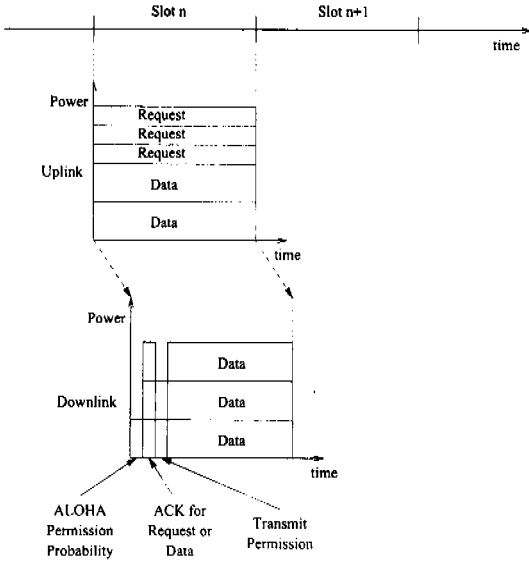 Slot n
Slot n+1
time
Power
Request
Request
Request
Uplink
Data
Data
time
Power
Data
Downlink
Data
Data
time
ALOHA
Permission
Probability
ACK for
Request or
Data
Transmit
Permission